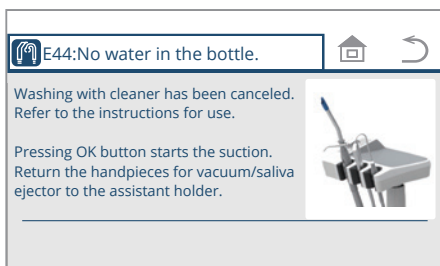 E44:No water in the bottle.
Washing with cleaner has been canceled.
Refer to the instructions for use.
Pressing OK button starts the suction.
Return the handpieces for vacuum/saliva
ejector to the assistant holder.